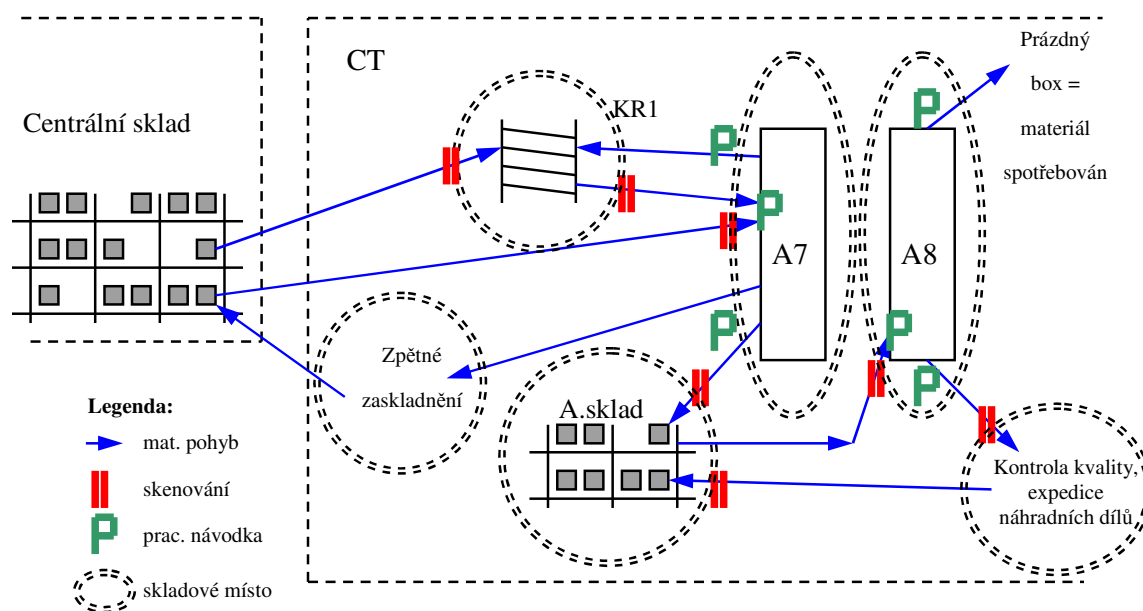 CT
Prázdný
box =
materiál
spotřebován
KR1
Centrální sklad
A7
A8
Zpětné
zaskladnění
A.sklad
Legenda:
mat. pohyb
skenování
prac. návodka
skladové místo
Kontrola kvality,
expedice
náhradních dílů
P
P
P
P
P
P
P